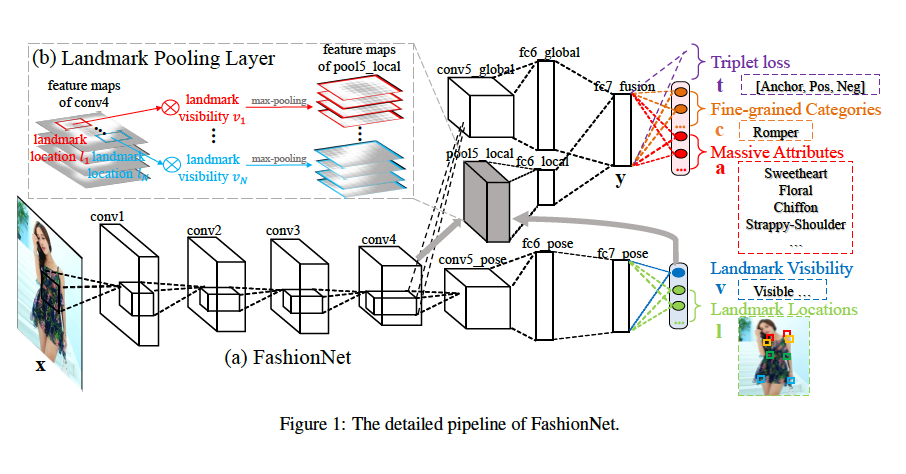 (b) Landmark Pooling Layer
feature maps
of conv4
landmark
location l₁
landmark
location l_N
landmark
visibility v₁
max-pooling
landmark
visibility v_N
max-pooling
feature maps
of pool5_local
conv1
conv2
conv3
conv4
conv5_global
pool5_local
conv5_pose
fc6_global
fc6_local
fc6_pose
fc7_fusion
fc7_pose
x
y
Triplet loss
t
[Anchor, Pos, Neg]
Fine-grained Categories
c
Romper
Massive Attributes
a
Sweetheart
Floral
Chiffon
Strappy-Shoulder
...
Landmark Visibility
v
Visible ...
Landmark Locations
l
(a) FashionNet
Figure 1: The detailed pipeline of FashionNet.